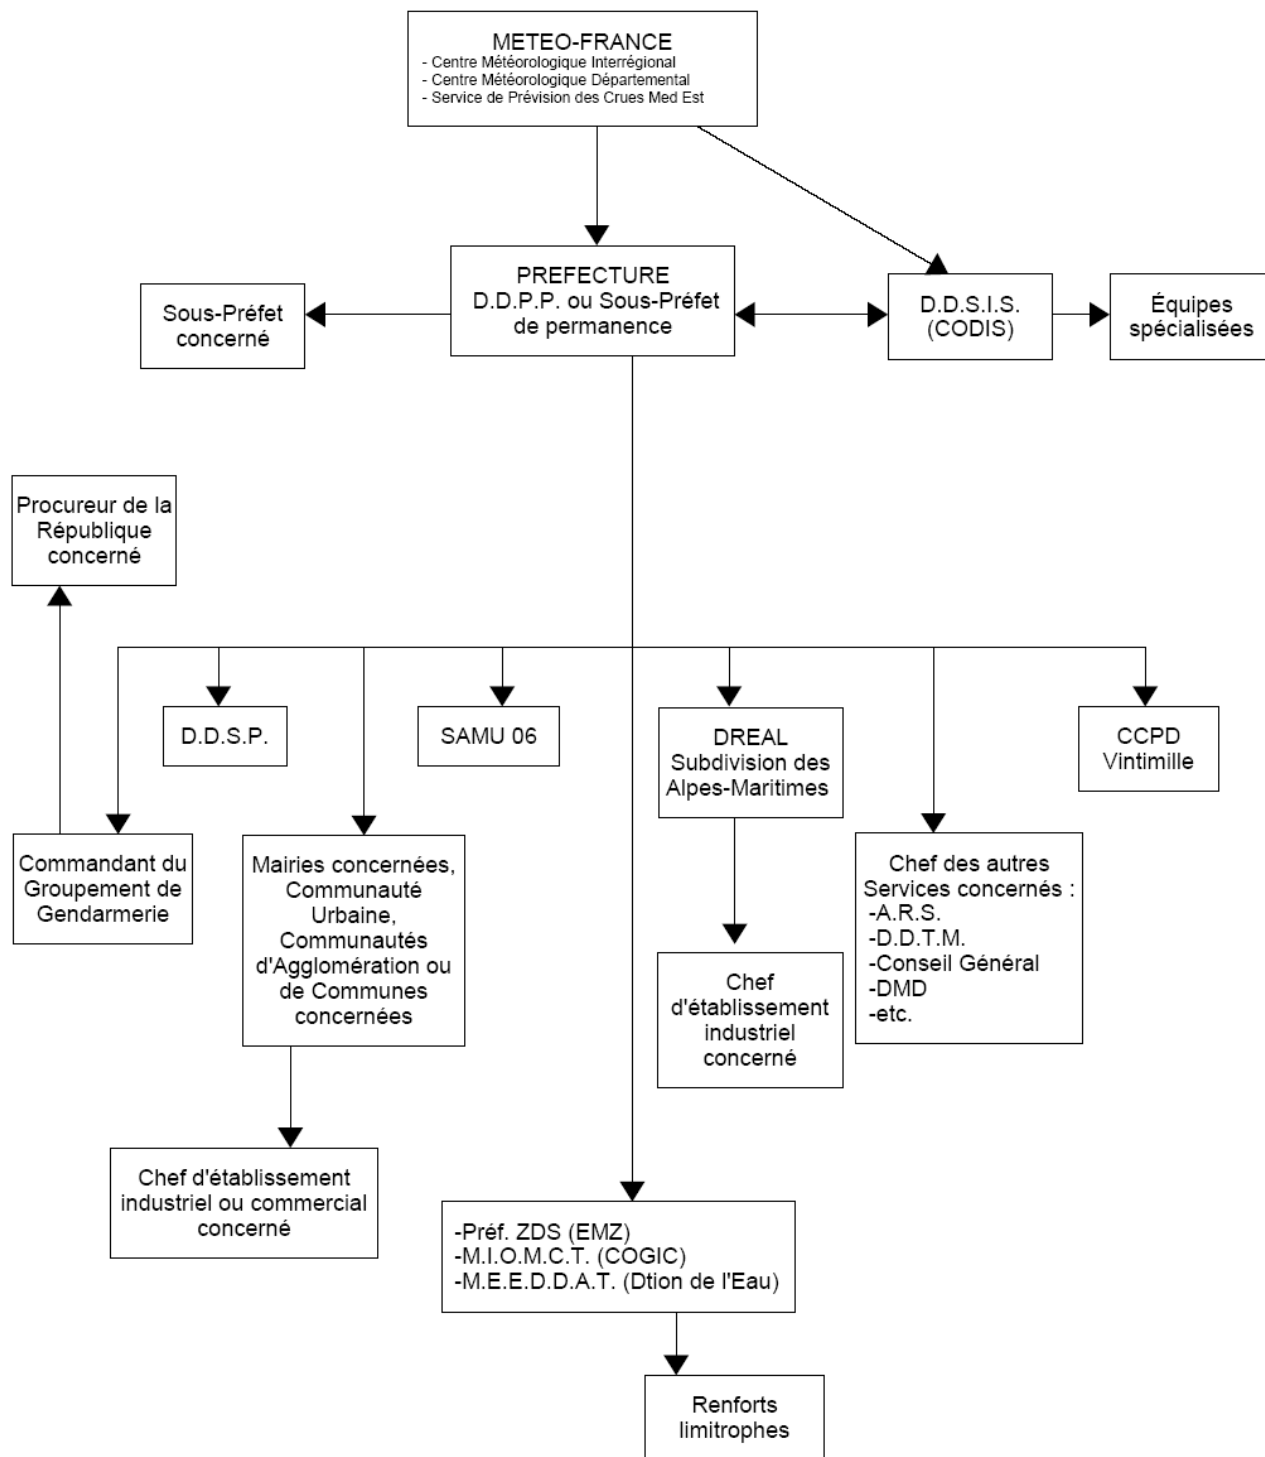 METEO-FRANCE
- Centre Météorologique Interrégional
- Centre Météorologique Départemental
- Service de Prévision des Crues Med Est
PREFECTURE
D.D.P.P. ou Sous-Préfet
de permanence
Sous-Préfet
concerné
D.D.S.I.S.
(CODIS)
Équipes
spécialisées
Procureur de la
République
concerné
D.D.S.P.
SAMU 06
DREAL
Subdivision des
Alpes-Maritimes
CCPD
Vintimille
Commandant du
Groupement de
Gendarmerie
Mairies concernées,
Communauté
Urbaine,
Communautés
d'Agglomération ou
de Communes
concernées
Chef des autres
Services concernés :
-A.R.S.
-D.D.T.M.
-Conseil Général
-DMD
-etc.
Chef
d'établissement
industriel
concerné
Chef d'établissement
industriel ou commercial
concerné
-Préf. ZDS (EMZ)
-M.I.O.M.C.T. (COGIC)
-M.E.E.D.D.A.T. (Dtion de l'Eau)
Renforts
limitrophes